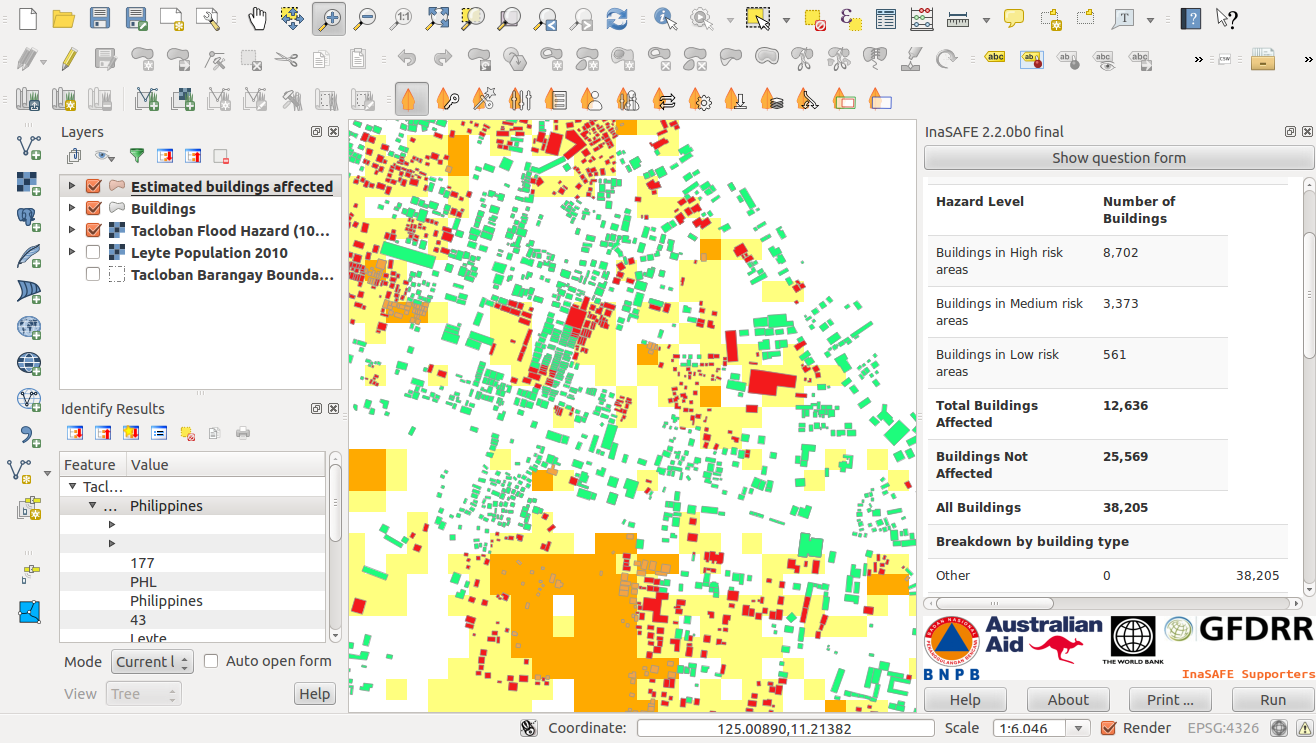 Layers
Estimated buildings affected
Buildings
Tacloban Flood Hazard (10...
Leyte Population 2010
Tacloban Barangay Bounda...
Identify Results
Feature Value
Tacl...
... Philippines
177
PHL
Philippines
43
Leyte
Mode Current l Auto open form
View Tree Help
InaSAFE 2.2.0b0 final
Show question form
Hazard Level Number of Buildings
Buildings in High risk areas 8,702
Buildings in Medium risk areas 3,373
Buildings in Low risk areas 561
Total Buildings Affected 12,636
Buildings Not Affected 25,569
All Buildings 38,205
Breakdown by building type
Other 0 38,205
BADAN NASIONAL
BNPB
Australian Aid
THE WORLD BANK
GFDRR
InaSAFE Supporters
Help About Print ... Run
Coordinate: 125.00890,11.21382 Scale 1:6.046 Render EPSG:4326